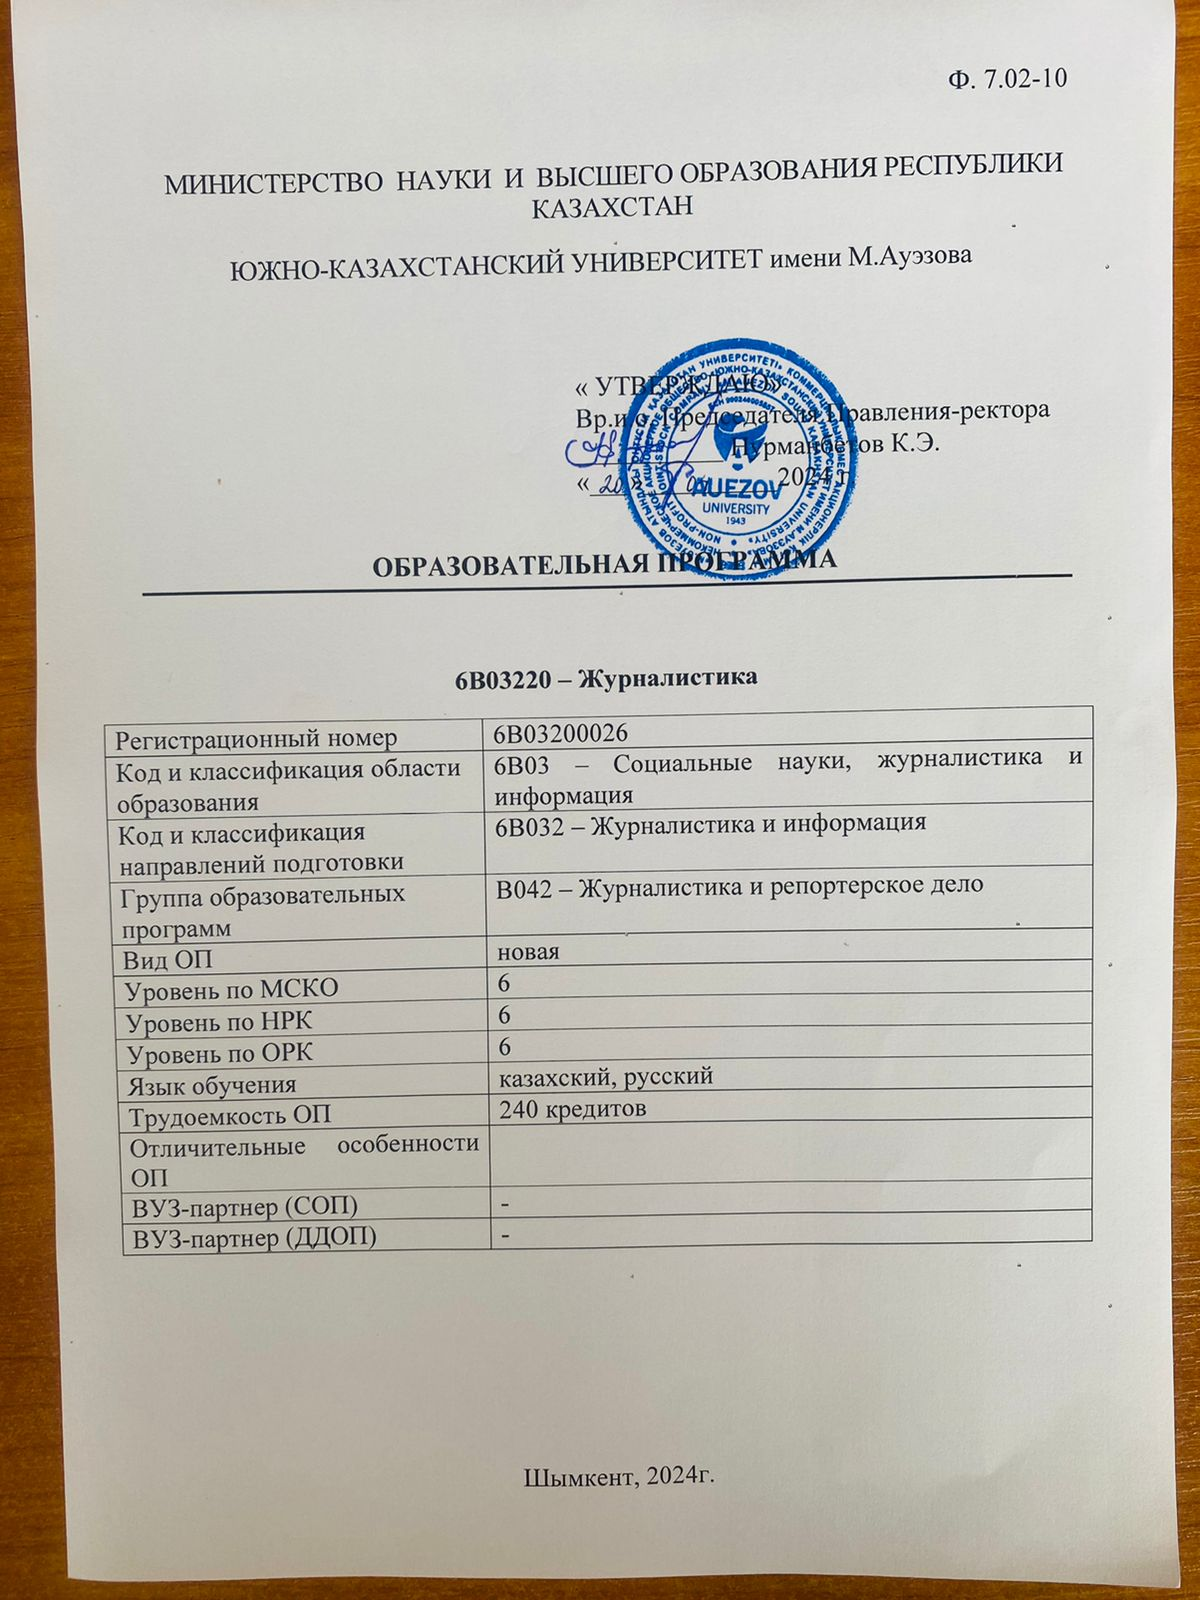 Ф. 7.02-10
МИНИСТЕРСТВО НАУКИ И ВЫСШЕГО ОБРАЗОВАНИЯ РЕСПУБЛИКИ
КАЗАХСТАН
ЮЖНО-КАЗАХСТАНСКИЙ УНИВЕРСИТЕТ имени М.Ауэзова
« УТВЕРЖДАЮ»
Вр.и.о. Председателя Правления-ректора
Нурманбетов К.Э.
« 20 » 04 2024 г.
AUEZOV
UNIVERSITY
1943
ОБРАЗОВАТЕЛЬНАЯ ПРОГРАММА
6В03220 – Журналистика
Регистрационный номер
6В03200026
Код и классификация области
образования
6В03 – Социальные науки, журналистика и
информация
Код и классификация
направлений подготовки
6В032 – Журналистика и информация
Группа образовательных
программ
В042 – Журналистика и репортерское дело
Вид ОП
новая
Уровень по МСКО
6
Уровень по НРК
6
Уровень по ОРК
6
Язык обучения
казахский, русский
Трудоемкость ОП
240 кредитов
Отличительные особенности
ОП
ВУЗ-партнер (СОП)
-
ВУЗ-партнер (ДДОП)
-
Шымкент, 2024г.